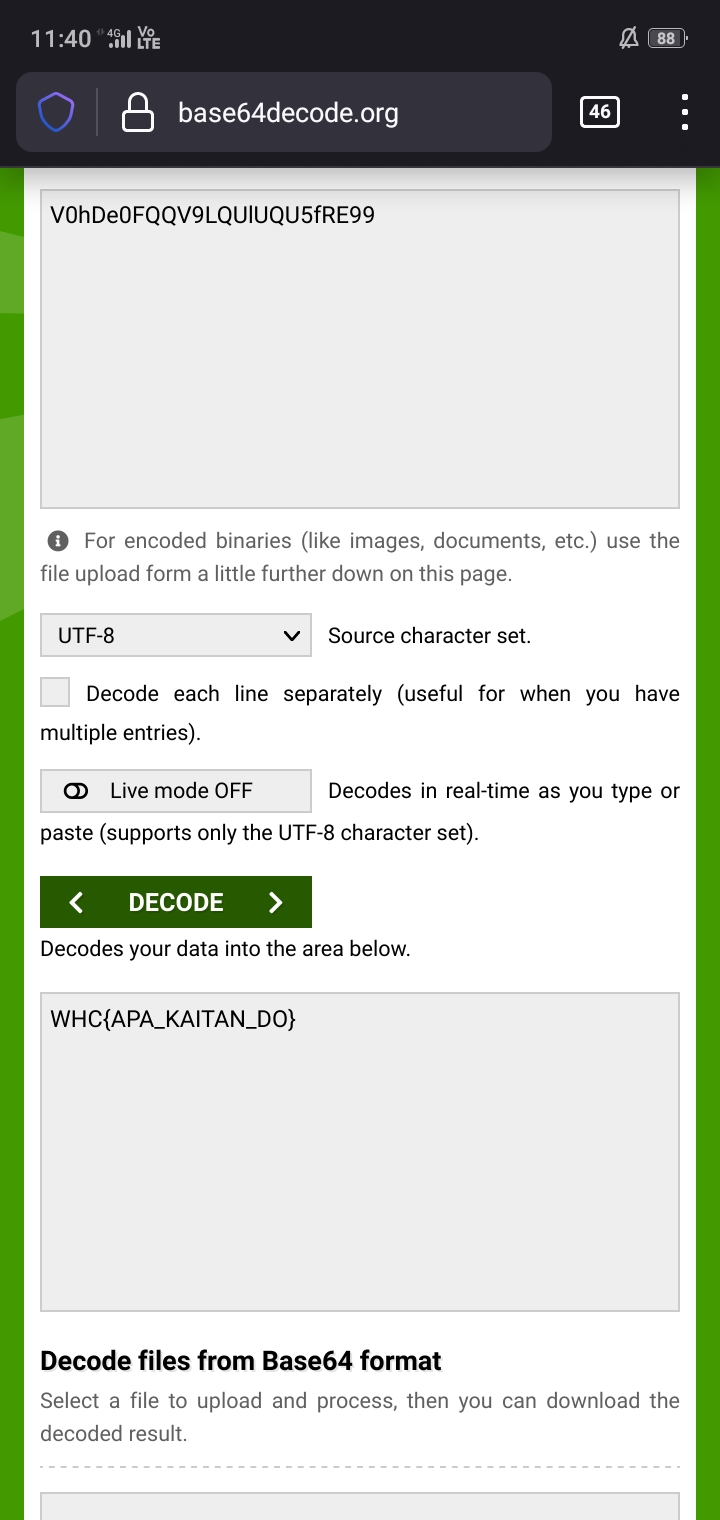 11:40 4G Vo LTE 88
base64decode.org 46
V0hDe0FQQV9LQUlUQU5fRE99
For encoded binaries (like images, documents, etc.) use the
file upload form a little further down on this page.
UTF-8 Source character set.
Decode each line separately (useful for when you have
multiple entries).
Live mode OFF Decodes in real-time as you type or
paste (supports only the UTF-8 character set).
DECODE
Decodes your data into the area below.
WHC{APA_KAITAN_DO}
Decode files from Base64 format
Select a file to upload and process, then you can download the
decoded result.